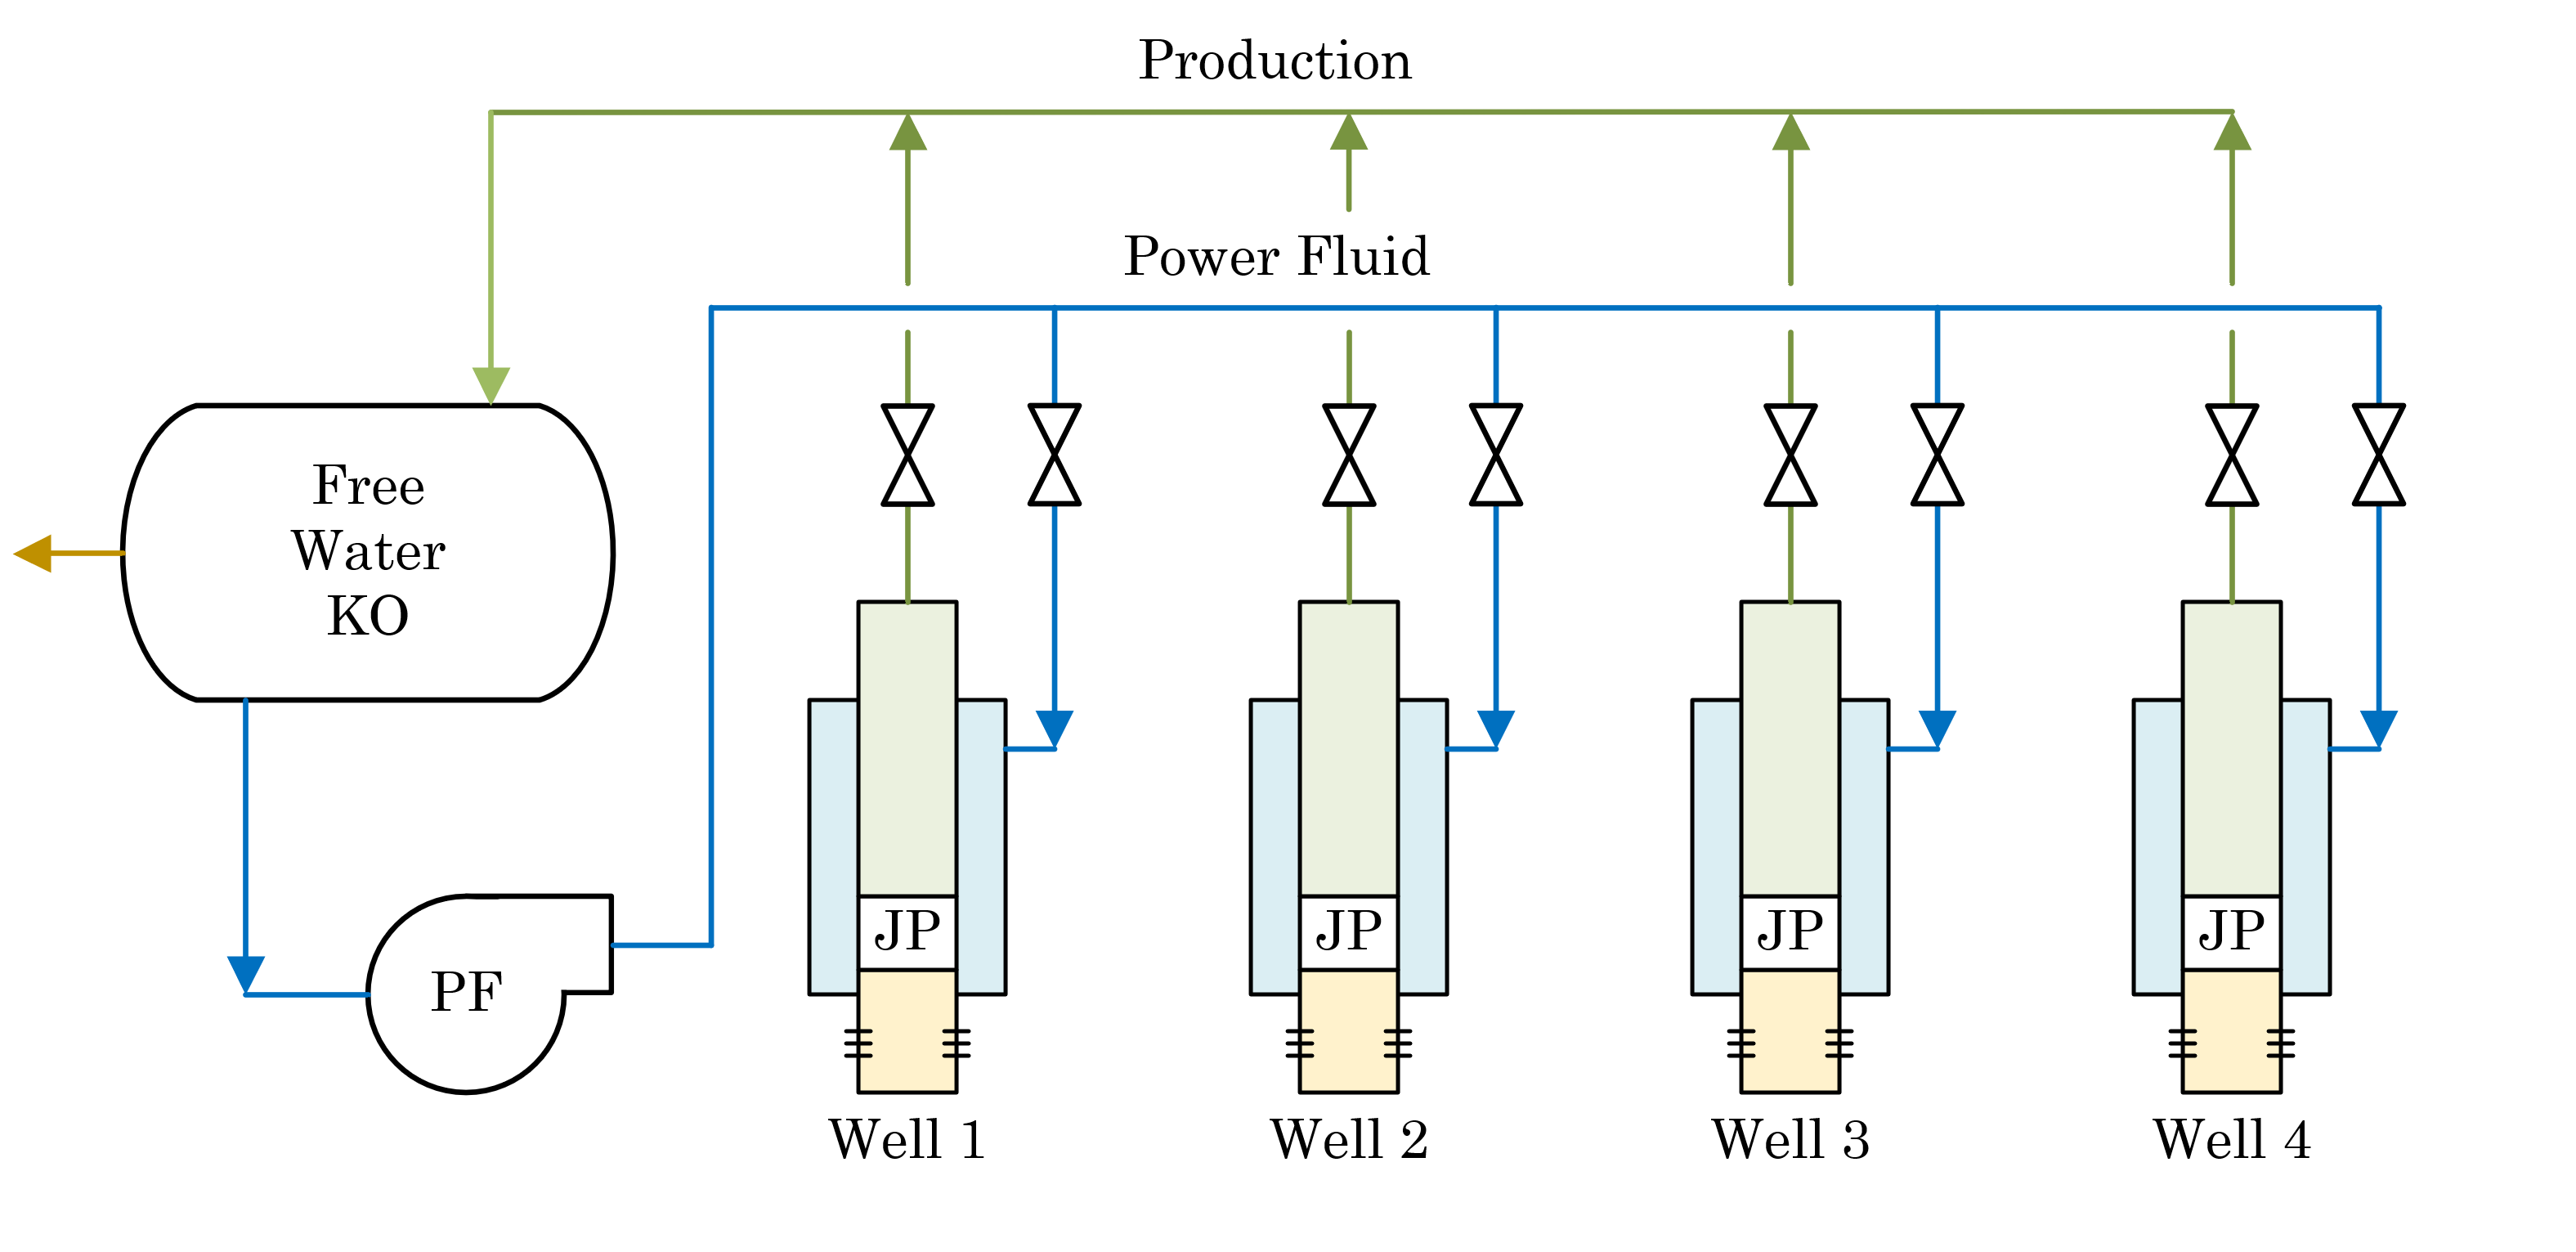 Production
Power Fluid
Free
Water
KO
PF
JP
JP
JP
JP
Well 1
Well 2
Well 3
Well 4